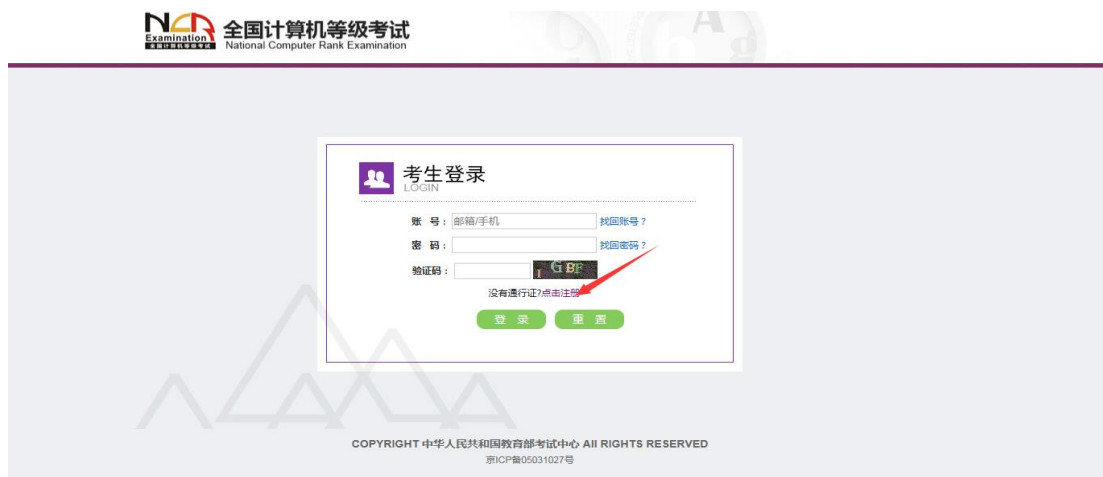 NCR
Examination
全国计算机等级考试
全国计算机等级考试
National Computer Rank Examination
A
d
考生登录
LOGIN
账 号：邮箱/手机 找回账号？
密 码： 找回密码？
验证码： I GBF
没有通行证?点击注册
登 录 重 置
COPYRIGHT 中华人民共和国教育部考试中心 All RIGHTS RESERVED
京ICP备05031027号